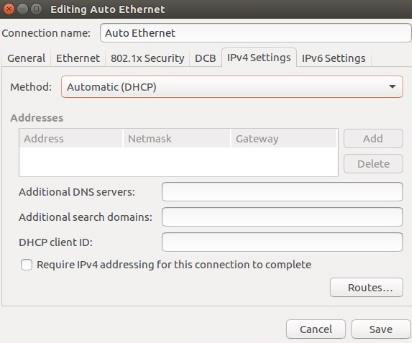 Editing Auto Ethernet
Connection name: Auto Ethernet
General Ethernet 802.1x Security DCB IPv4 Settings IPv6 Settings
Method: Automatic (DHCP)
Addresses
Address Netmask Gateway Add
Delete
Additional DNS servers:
Additional search domains:
DHCP client ID:
Require IPv4 addressing for this connection to complete
Routes...
Cancel Save